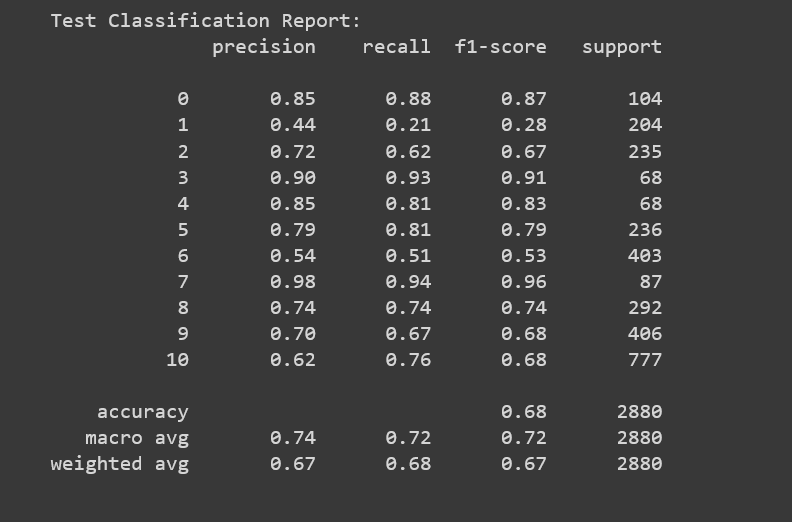 Test Classification Report:
precision recall f1-score support
0 0.85 0.88 0.87 104
1 0.44 0.21 0.28 204
2 0.72 0.62 0.67 235
3 0.90 0.93 0.91 68
4 0.85 0.81 0.83 68
5 0.79 0.81 0.79 236
6 0.54 0.51 0.53 403
7 0.98 0.94 0.96 87
8 0.74 0.74 0.74 292
9 0.70 0.67 0.68 406
10 0.62 0.76 0.68 777
accuracy 0.68 2880
macro avg 0.74 0.72 0.72 2880
weighted avg 0.67 0.68 0.67 2880